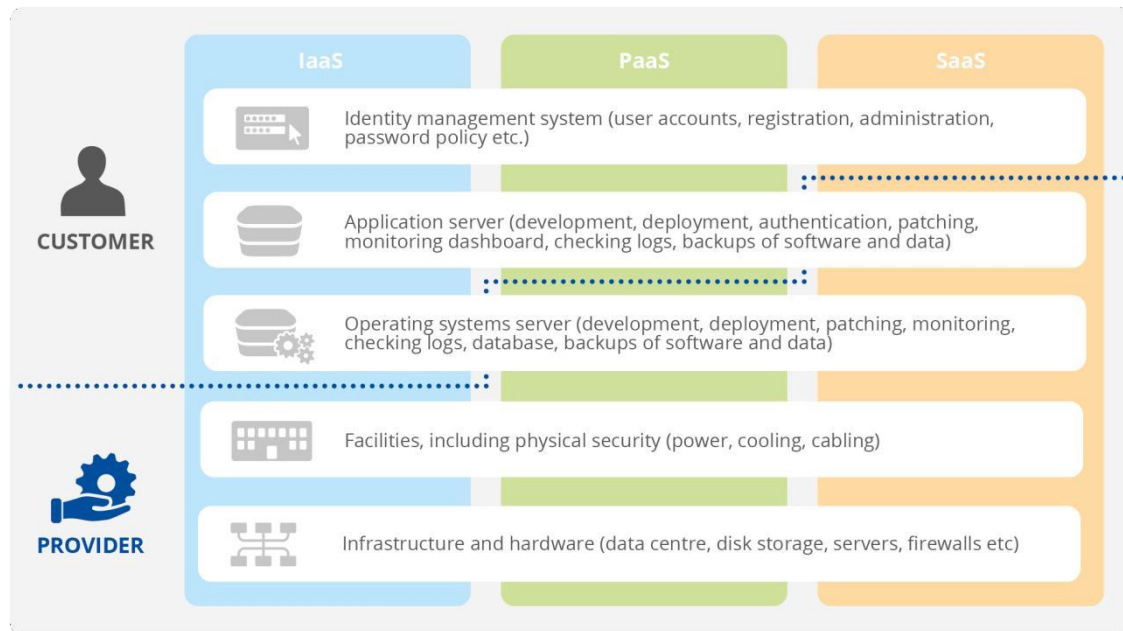 IaaS
PaaS
SaaS
Identity management system (user accounts, registration, administration,
password policy etc.)
CUSTOMER
Application server (development, deployment, authentication, patching,
monitoring dashboard, checking logs, backups of software and data)
Operating systems server (development, deployment, patching, monitoring,
checking logs, database, backups of software and data)
Facilities, including physical security (power, cooling, cabling)
PROVIDER
Infrastructure and hardware (data centre, disk storage, servers, firewalls etc)